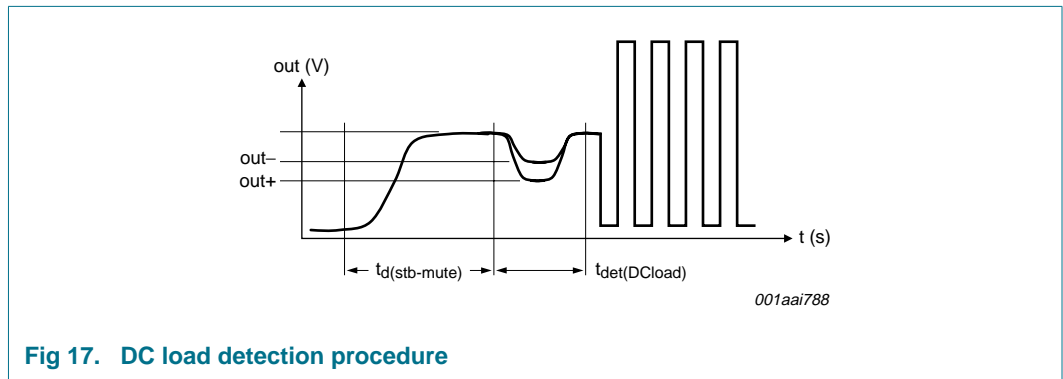 out (V)
out−
out+
t (s)
td(stb-mute)
tdet(DCload)
001aai788
Fig 17. DC load detection procedure